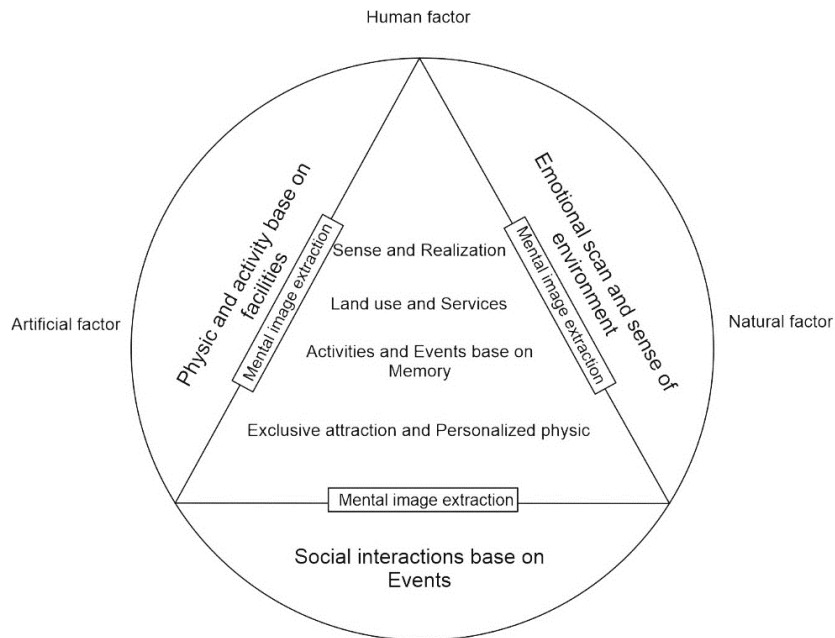 Human factor
Physic and activity base on
facilities
Mental image extraction
Emotional scan and sense of
environment
Mental image extraction
Sense and Realization
Land use and Services
Artificial factor
Natural factor
Activities and Events base on
Memory
Exclusive attraction and Personalized physic
Mental image extraction
Social interactions base on
Events